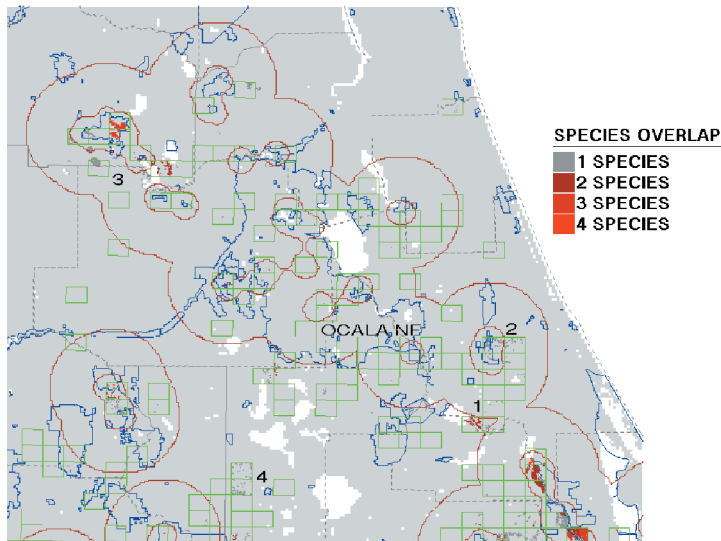 SPECIES OVERLAP
1 SPECIES
2 SPECIES
3 SPECIES
4 SPECIES
3
OCALA NF
2
1
4